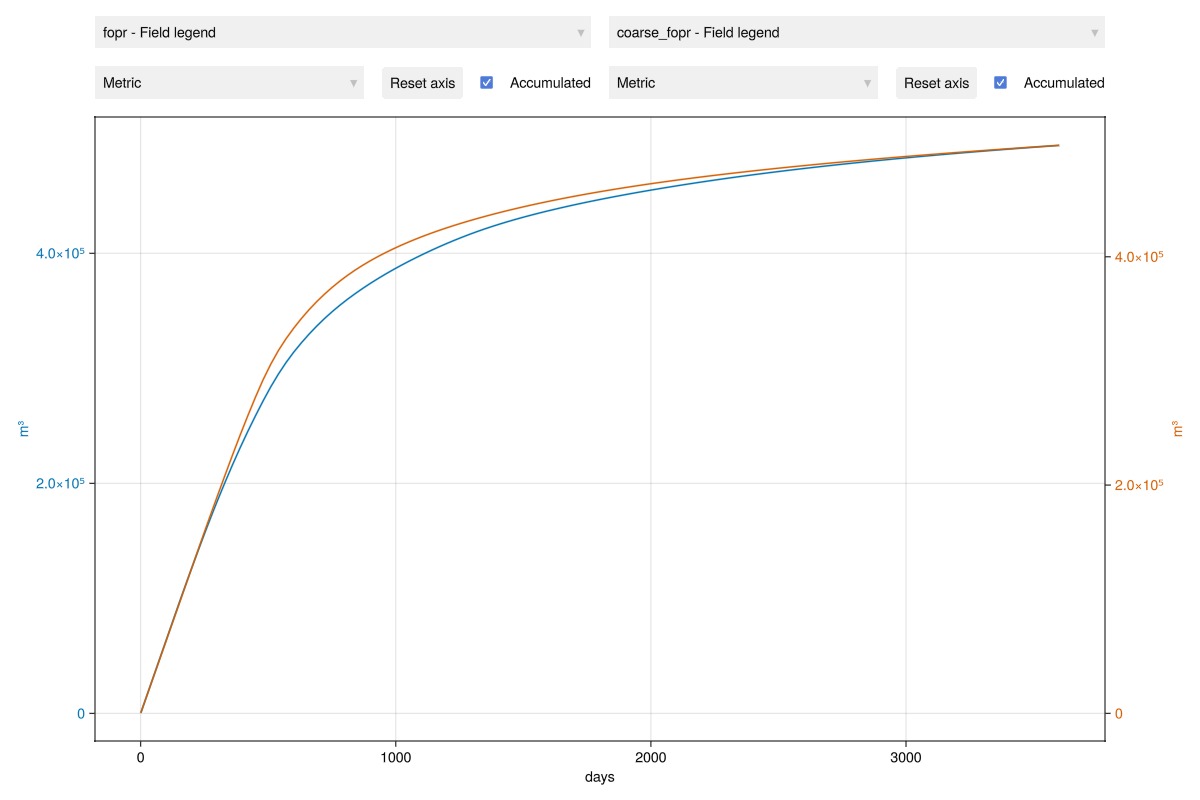 fopr - Field legend ▼ coarse_fopr - Field legend ▼
Metric ▼ Reset axis Accumulated Metric ▼ Reset axis Accumulated
4.0×10⁵ 4.0×10⁵
m³ m³
2.0×10⁵ 2.0×10⁵
0 0
0 1000 2000 3000
days